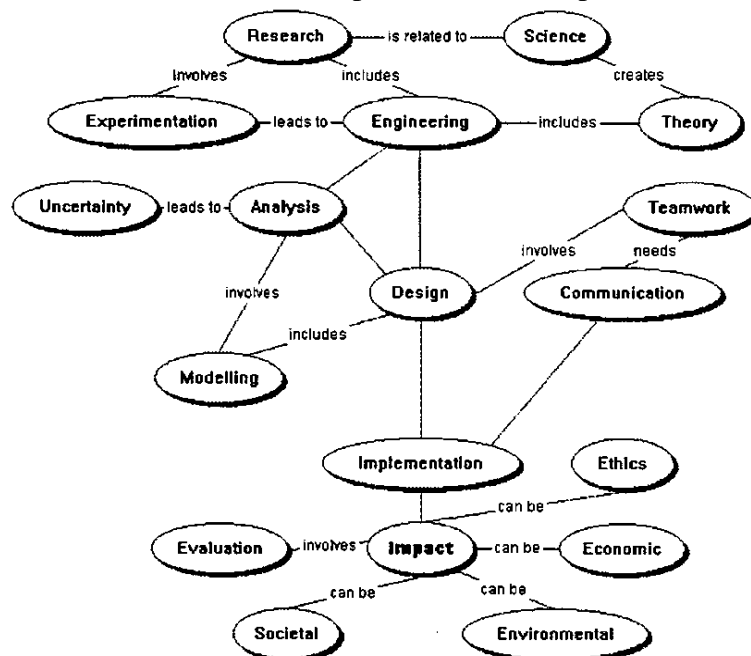 Research is related to Science
Involves includes creates
Experimentation leads to Engineering includes Theory
Uncertainty leads to Analysis Teamwork
involves needs
involves Design Communication
includes
Modelling
Implementation Ethics
can be
Evaluation involves Impact can be Economic
can be can be
Societal Environmental